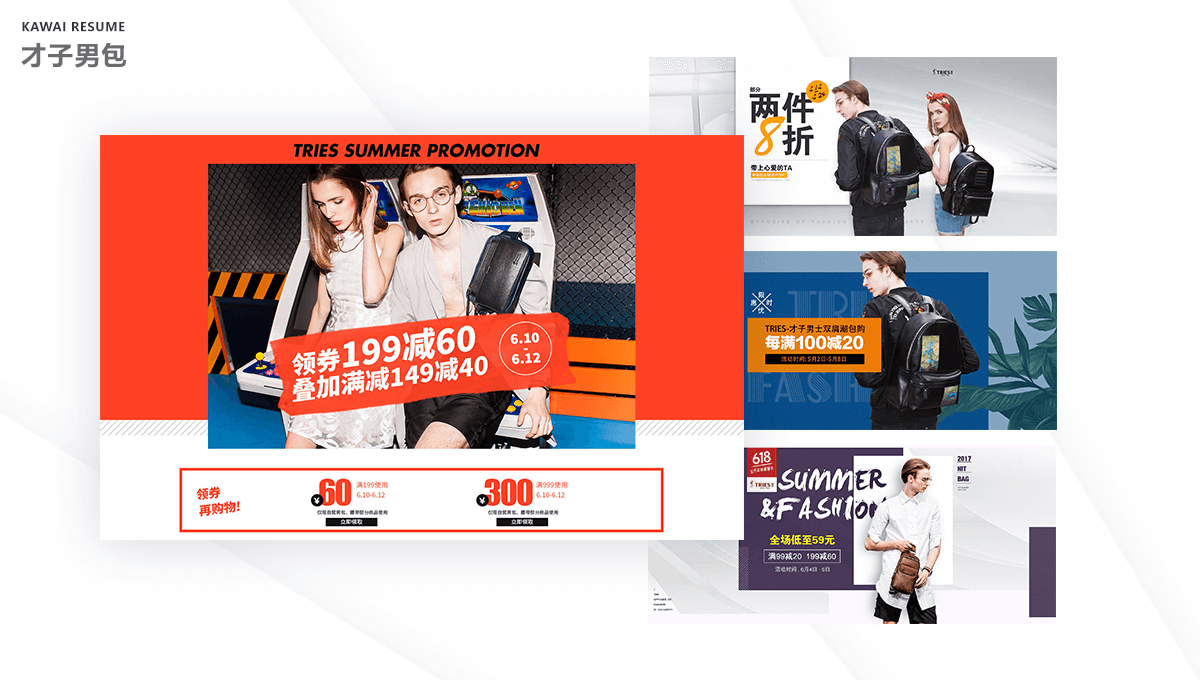 KAWAI RESUME
才子男包
TRIES SUMMER PROMOTION
领券199减60
叠加满减149减40
6.10
-
6.12
领券
再购物!
¥60
满199使用
6.10-6.12
仅限自营男包、腰带部分商品使用
立即领取
¥300
满999使用
6.10-6.12
仅限自营男包、腰带部分商品使用
立即领取
TRIES
部分
两件
8折
带上心爱的TA
限时
优惠
TRIES-才子男士双肩潮包购
每满100减20
活动时间:5月2日-5月8日
FASH
618
TRIES
SUMMER
&FASHION
全场低至59元
满99减20 199减60
活动时间:6月4日-6日
2017
HIT
BAG